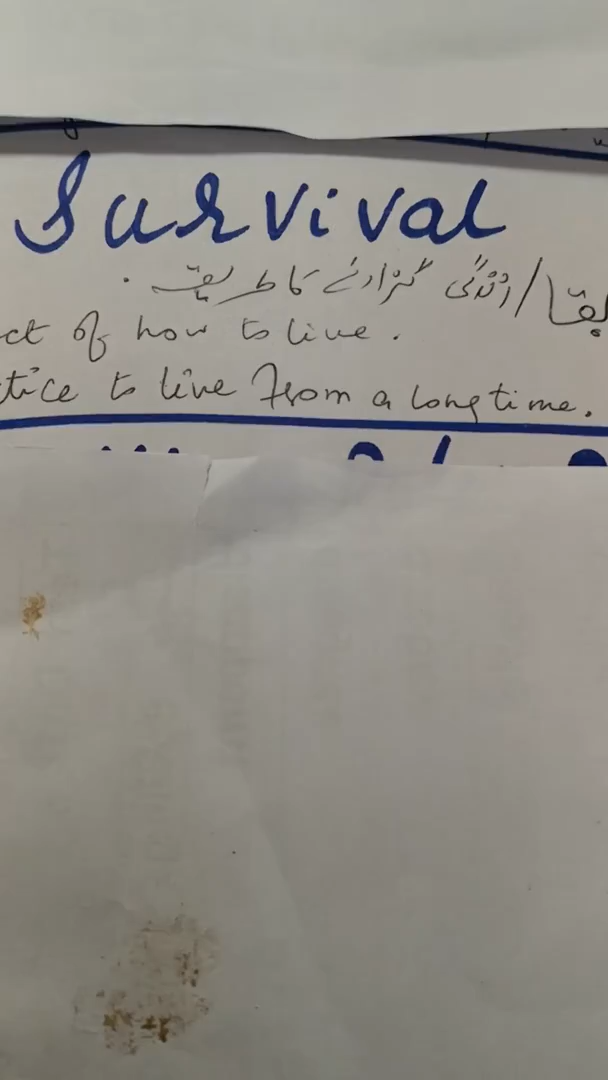 Survival
بقا/زندگی گزارنے کا طریقہ.
ct of how to live.
tice to live from a long time.